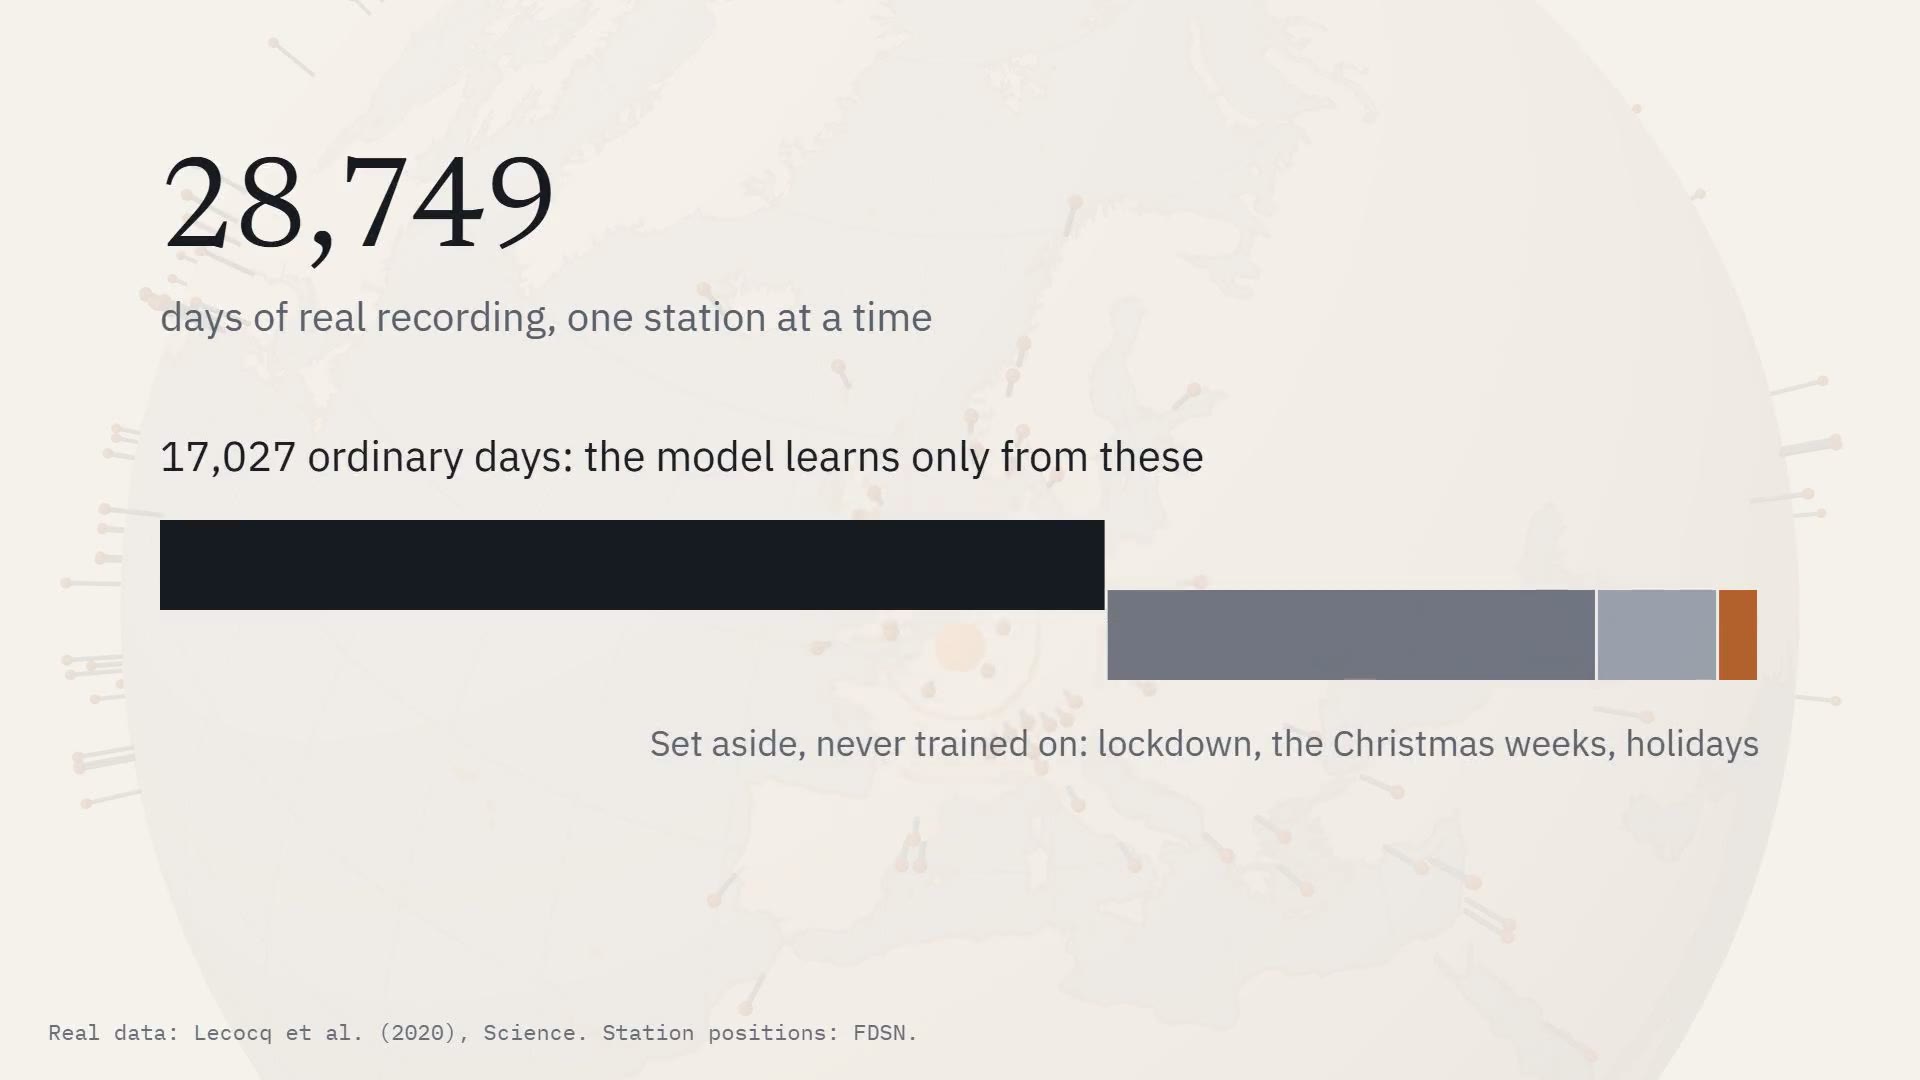 28,749
days of real recording, one station at a time
17,027 ordinary days: the model learns only from these
Set aside, never trained on: lockdown, the Christmas weeks, holidays
Real data: Lecocq et al. (2020), Science. Station positions: FDSN.